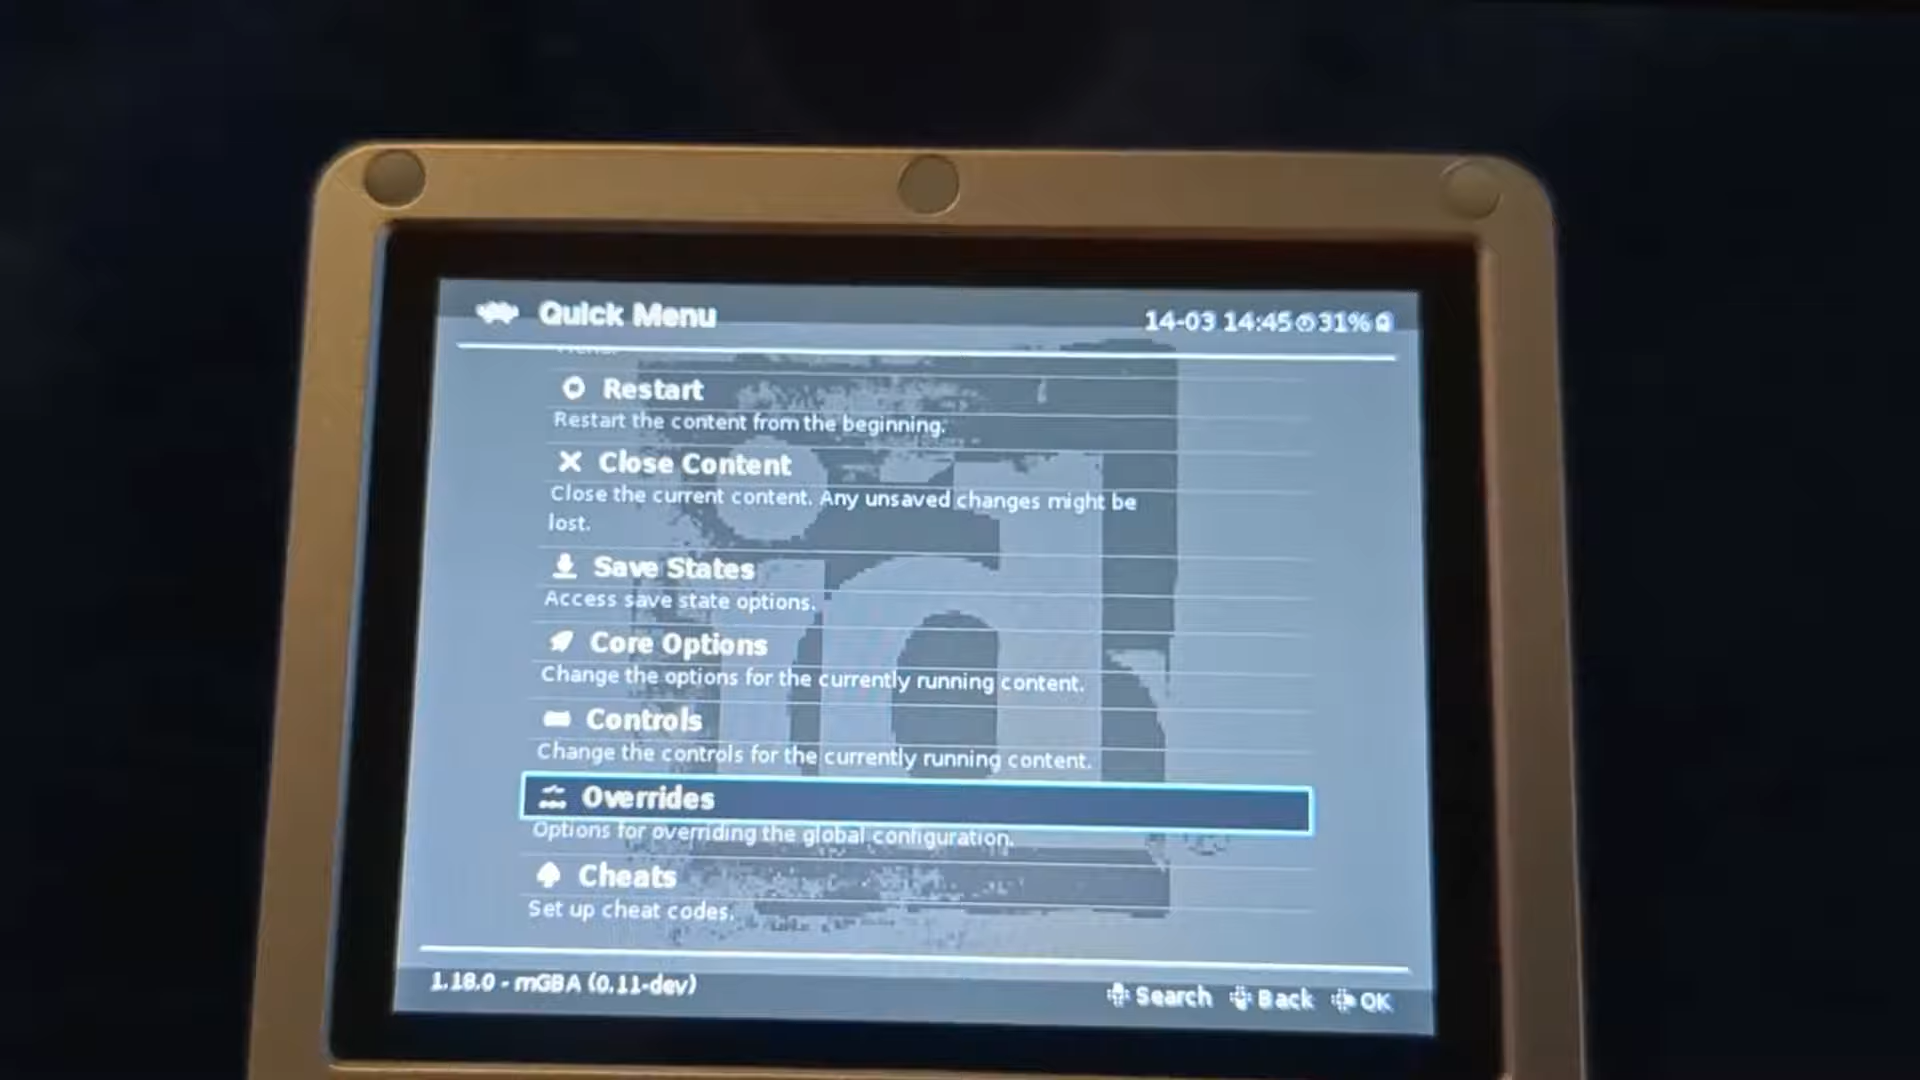 Quick Menu
14-03 14:45 31%
Restart
Restart the content from the beginning.
Close Content
Close the current content. Any unsaved changes might be
lost.
Save States
Access save state options.
Core Options
Change the options for the currently running content.
Controls
Change the controls for the currently running content.
Overrides
Options for overriding the global configuration.
Cheats
Set up cheat codes.
1.18.0 - mGBA (0.11-dev)
Search Back OK